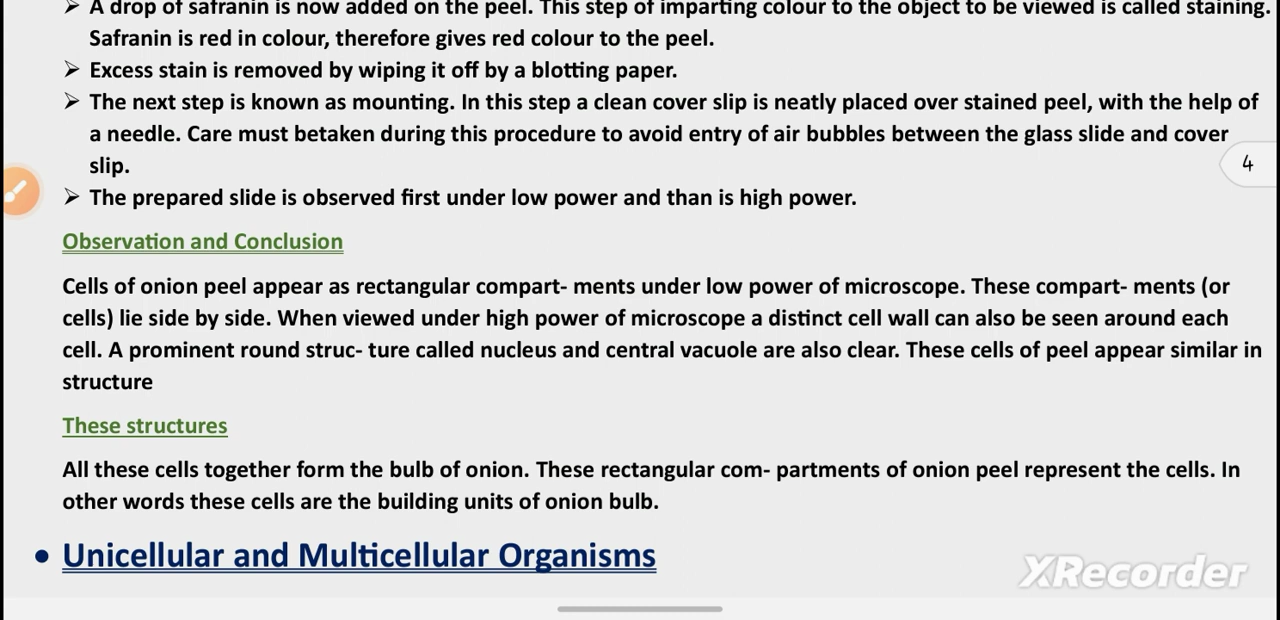 ➢ A drop of safranin is now added on the peel. This step of imparting colour to the object to be viewed is called staining.
Safranin is red in colour, therefore gives red colour to the peel.
➢ Excess stain is removed by wiping it off by a blotting paper.
➢ The next step is known as mounting. In this step a clean cover slip is neatly placed over stained peel, with the help of
a needle. Care must betaken during this procedure to avoid entry of air bubbles between the glass slide and cover
slip.
4
➢ The prepared slide is observed first under low power and than is high power.
Observation and Conclusion
Cells of onion peel appear as rectangular compart- ments under low power of microscope. These compart- ments (or
cells) lie side by side. When viewed under high power of microscope a distinct cell wall can also be seen around each
cell. A prominent round struc- ture called nucleus and central vacuole are also clear. These cells of peel appear similar in
structure
These structures
All these cells together form the bulb of onion. These rectangular com- partments of onion peel represent the cells. In
other words these cells are the building units of onion bulb.
• Unicellular and Multicellular Organisms
XRecorder